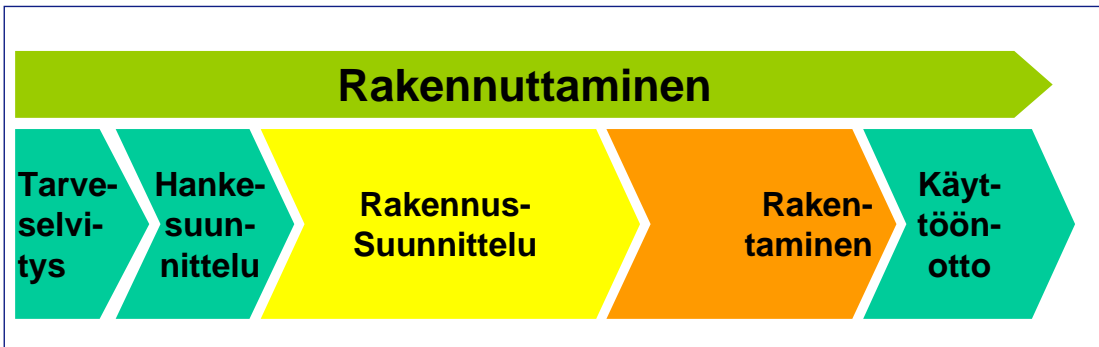 Rakennuttaminen
Tarve-
selvi-
tys
Hanke-
suun-
nittelu
Rakennus-
Suunnittelu
Raken-
taminen
Käyt-
töön-
otto